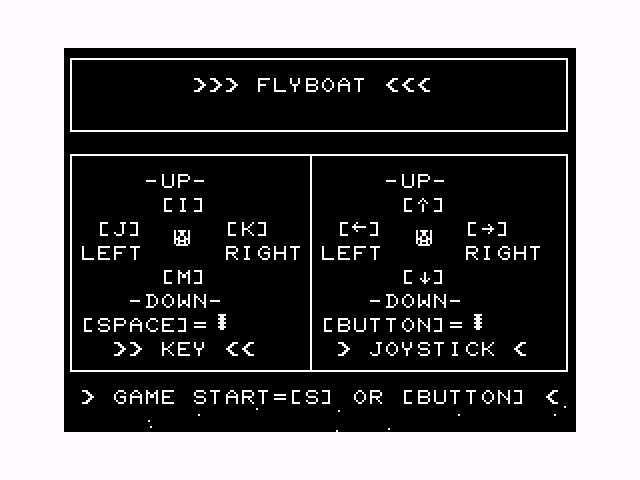 >>> FLYBOAT <<<
-UP- -UP-
[I] [↑]
[J] [K] [←] [→]
LEFT RIGHT LEFT RIGHT
[M] [↓]
-DOWN- -DOWN-
[SPACE]= [BUTTON]=
>> KEY << > JOYSTICK <
> GAME START=[S] OR [BUTTON] <